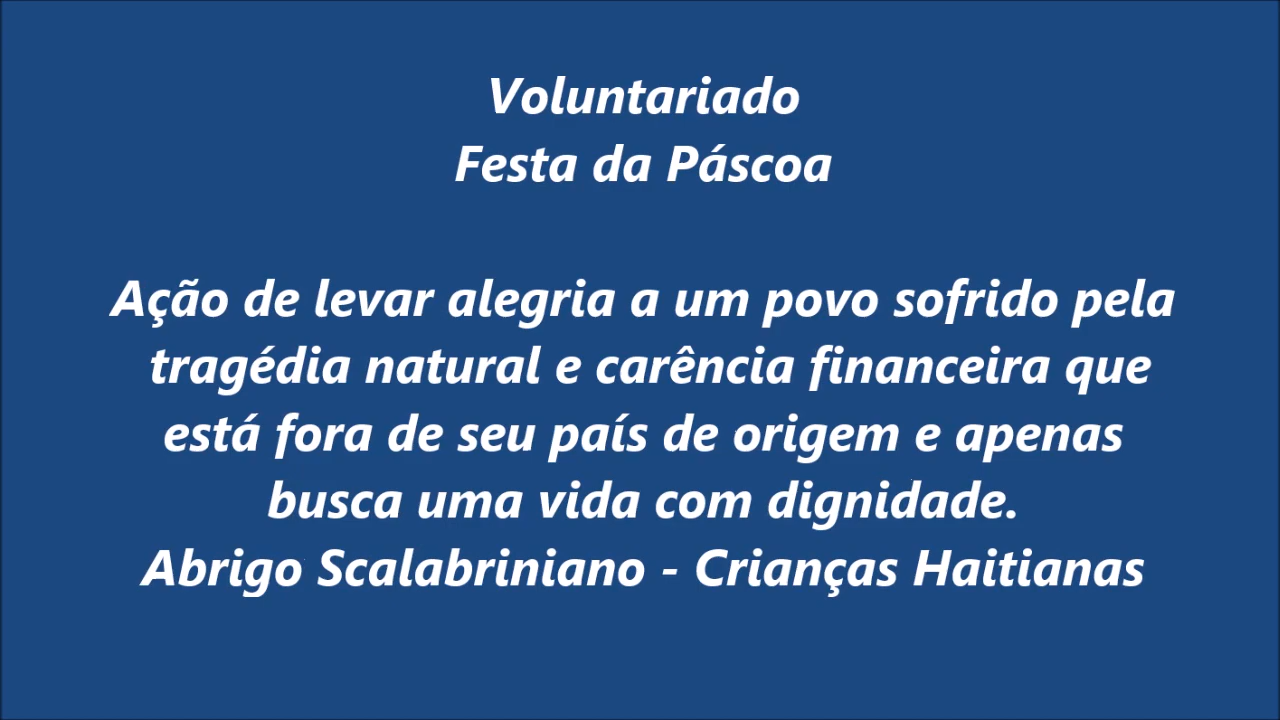 Voluntariado
Festa da Páscoa
Ação de levar alegria a um povo sofrido pela
tragédia natural e carência financeira que
está fora de seu país de origem e apenas
busca uma vida com dignidade.
Abrigo Scalabriniano - Crianças Haitianas